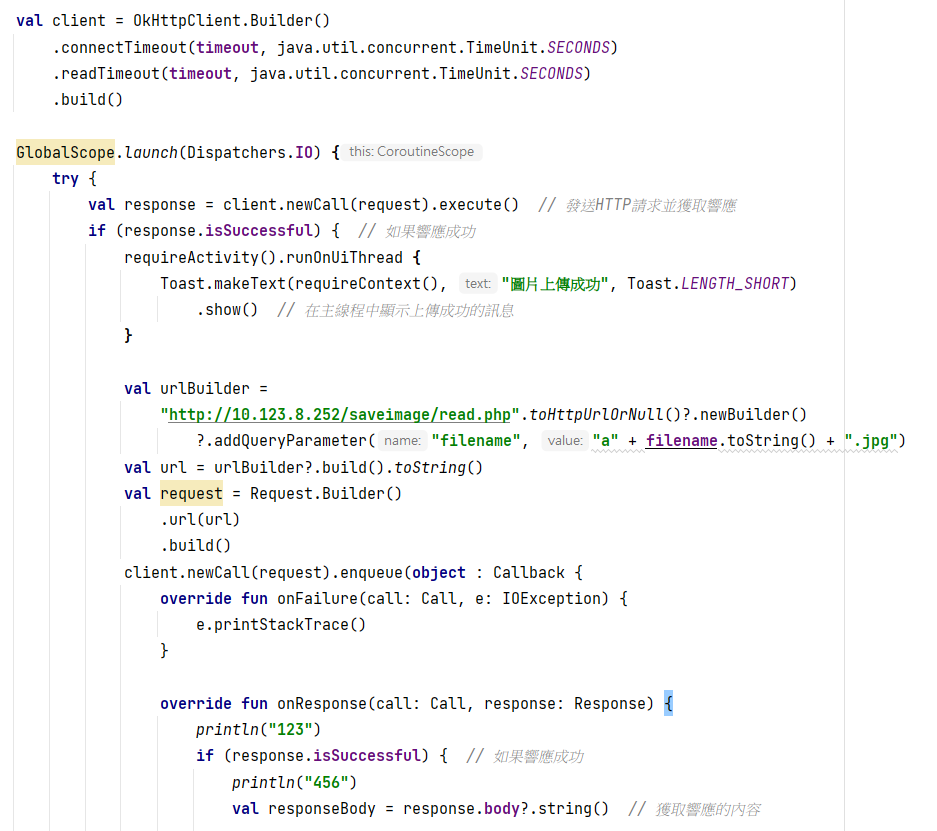 val client = OkHttpClient.Builder()
    .connectTimeout(timeout, java.util.concurrent.TimeUnit.SECONDS)
    .readTimeout(timeout, java.util.concurrent.TimeUnit.SECONDS)
    .build()

GlobalScope.launch(Dispatchers.IO) { this: CoroutineScope
    try {
        val response = client.newCall(request).execute()  // 發送HTTP請求並獲取響應
        if (response.isSuccessful) {  // 如果響應成功
            requireActivity().runOnUiThread {
                Toast.makeText(requireContext(), text: "圖片上傳成功", Toast.LENGTH_SHORT)
                    .show()  // 在主線程中顯示上傳成功的訊息
            }

            val urlBuilder =
                "http://10.123.8.252/saveimage/read.php".toHttpUrlOrNull()?.newBuilder()
                    ?.addQueryParameter( name: "filename", value: "a" + filename.toString() + ".jpg")
            val url = urlBuilder?.build().toString()
            val request = Request.Builder()
                .url(url)
                .build()
            client.newCall(request).enqueue(object : Callback {
                override fun onFailure(call: Call, e: IOException) {
                    e.printStackTrace()
                }

                override fun onResponse(call: Call, response: Response) {
                    println("123")
                    if (response.isSuccessful) {  // 如果響應成功
                        println("456")
                        val responseBody = response.body?.string()  // 獲取響應的內容